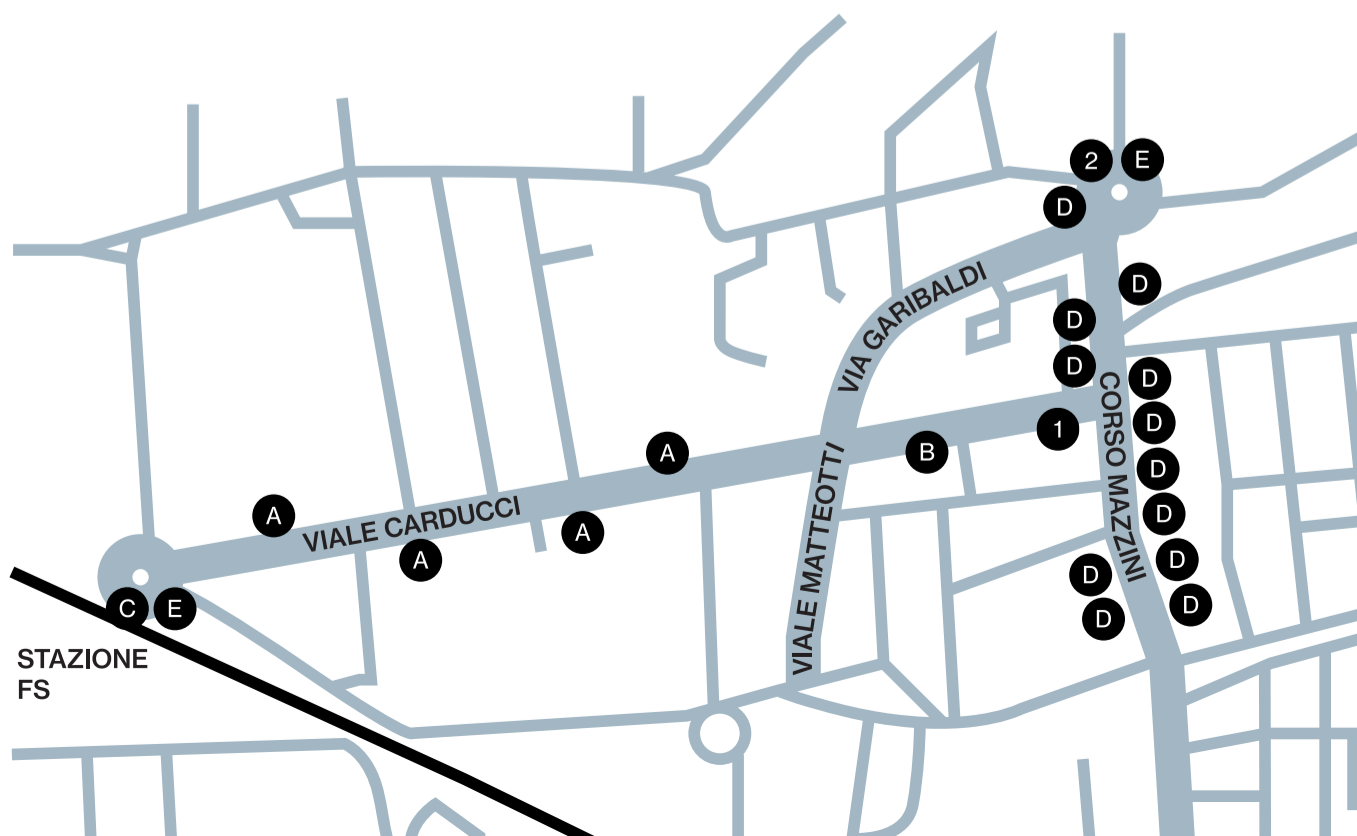 2
E
D
D
VIA GARIBALDI
D
D
D
CORSO MAZZINI
D
1
A
B
D
VIALE MATTEOTTI
A
VIALE CARDUCCI
D
A
A
D
D
C
E
D
D
STAZIONE
FS